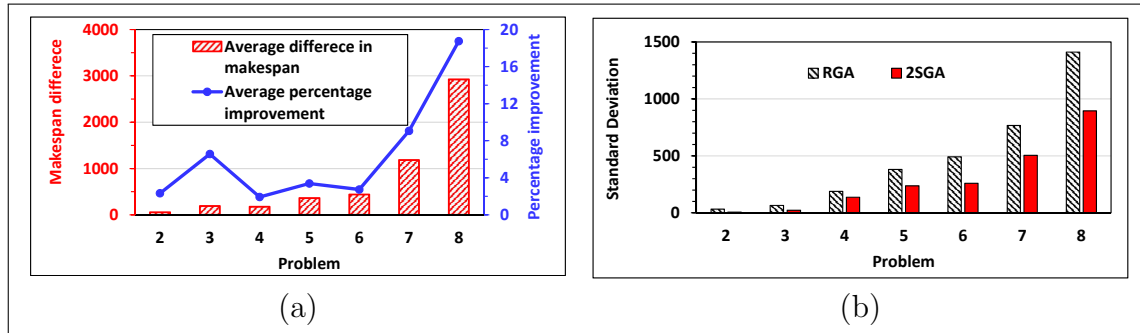 Makespan differece
4000
3000
2000
1000
0
Average differece in
makespan
Average percentage
improvement
20
16
12
8
4
0
Percentage improvement
2 3 4 5 6 7 8
Problem
(a)
Standard Deviation
1500
1000
500
0
RGA 2SGA
2 3 4 5 6 7 8
Problem
(b)